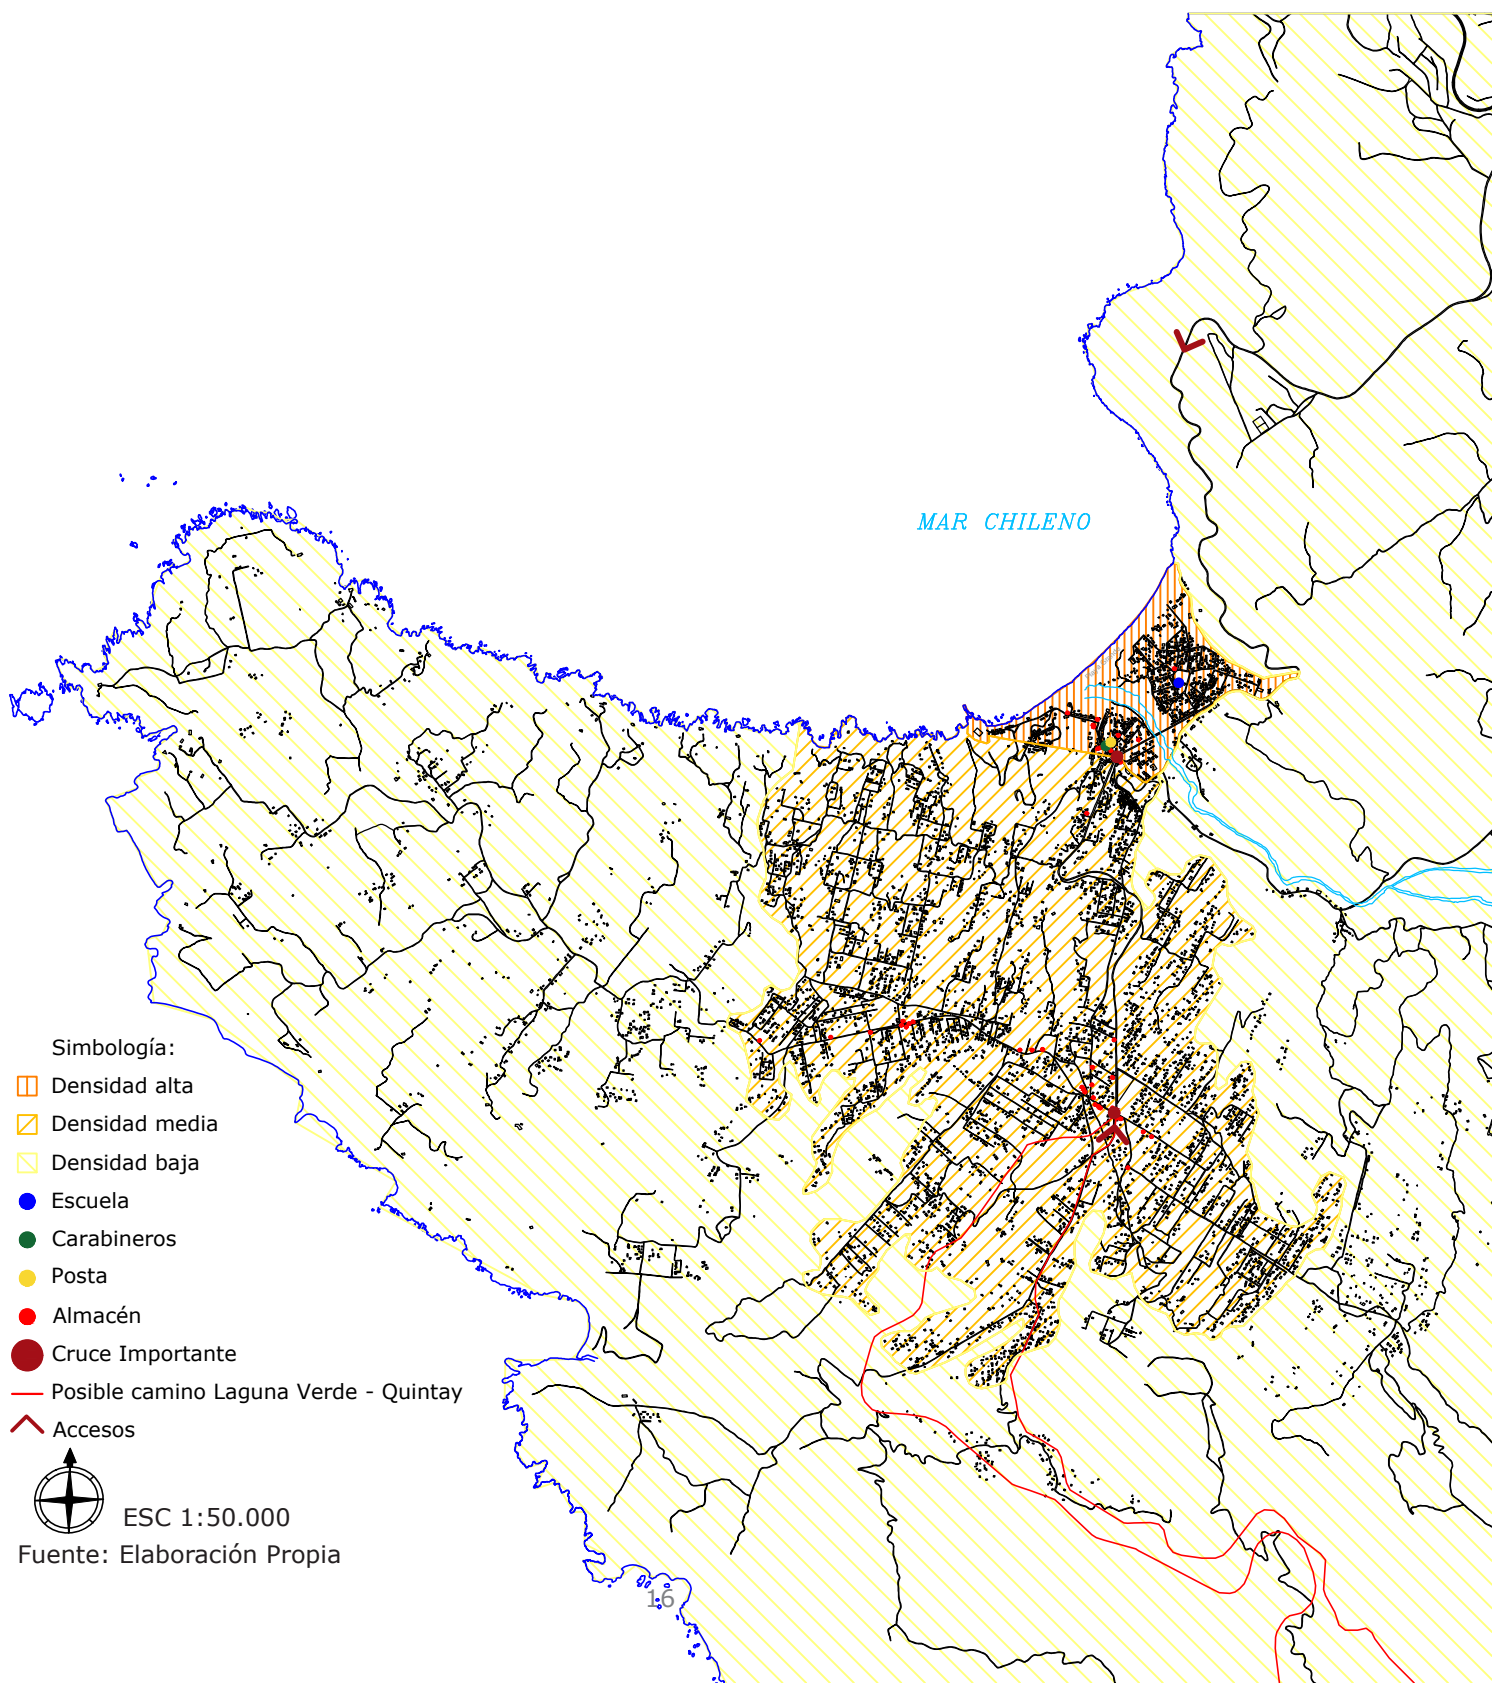 MAR CHILENO
Simbología:
Densidad alta
Densidad media
Densidad baja
Escuela
Carabineros
Posta
Almacén
Cruce Importante
Posible camino Laguna Verde - Quintay
Accesos
ESC 1:50.000
Fuente: Elaboración Propia
16